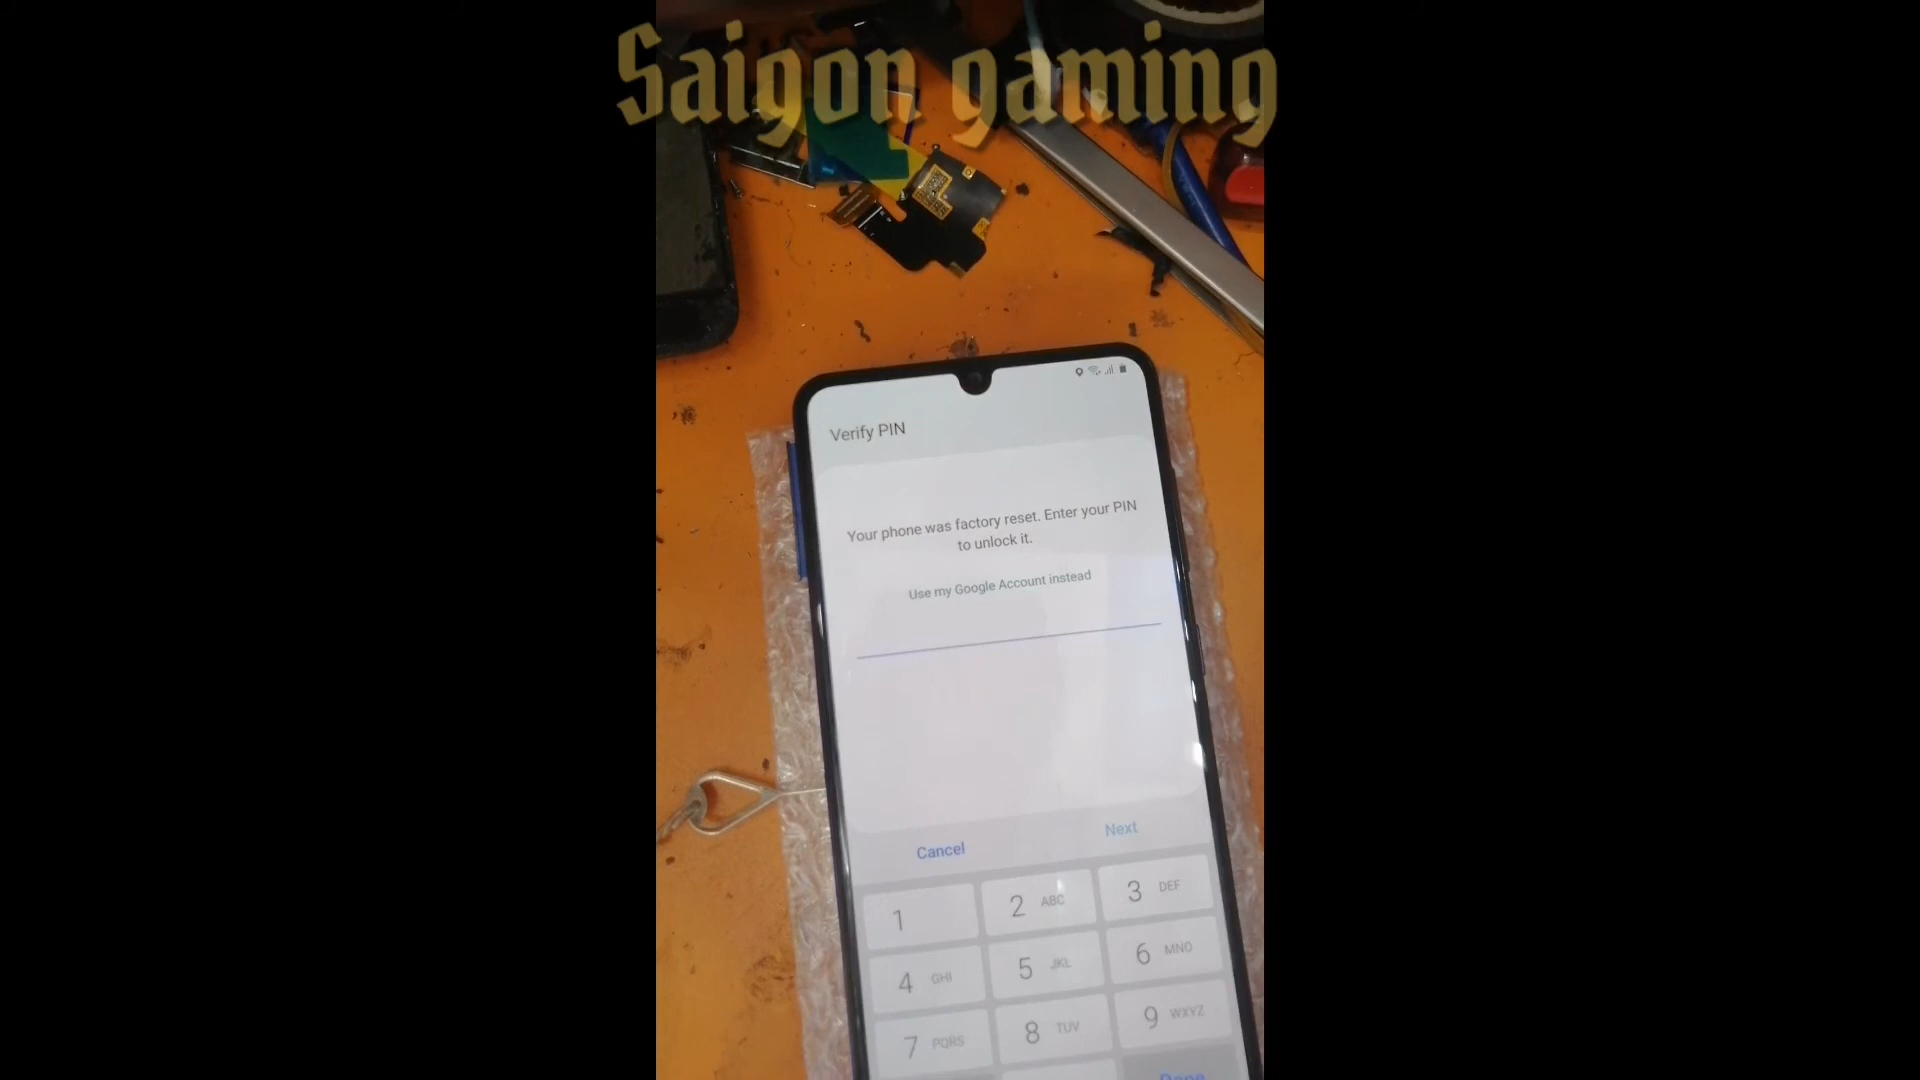 Saigon gaming
Verify PIN
Your phone was factory reset. Enter your PIN
to unlock it.
Use my Google Account instead
Cancel
Next
1
2 ABC
3 DEF
4 GHI
5 JKL
6 MNO
7 PQRS
8 TUV
9 WXYZ
Done